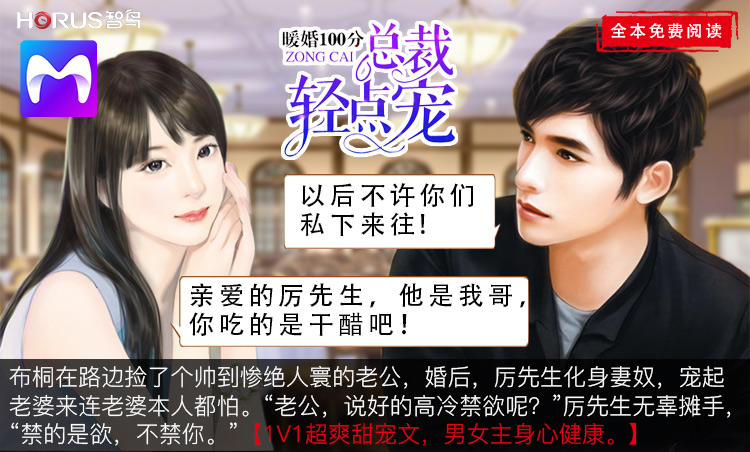 HORUS智鸟
全本免费阅读
暖婚100分
ZONG CAI
总裁
轻点宠
以后不许你们
私下来往！
亲爱的厉先生，他是我哥，
你吃的是干醋吧！
布桐在路边捡了个帅到惨绝人寰的老公，婚后，厉先生化身妻奴，宠起
老婆来连老婆本人都怕。“老公，说好的高冷禁欲呢？”厉先生无辜摊手，
“禁的是欲，不禁你。”【1V1超爽甜宠文，男女主身心健康。】